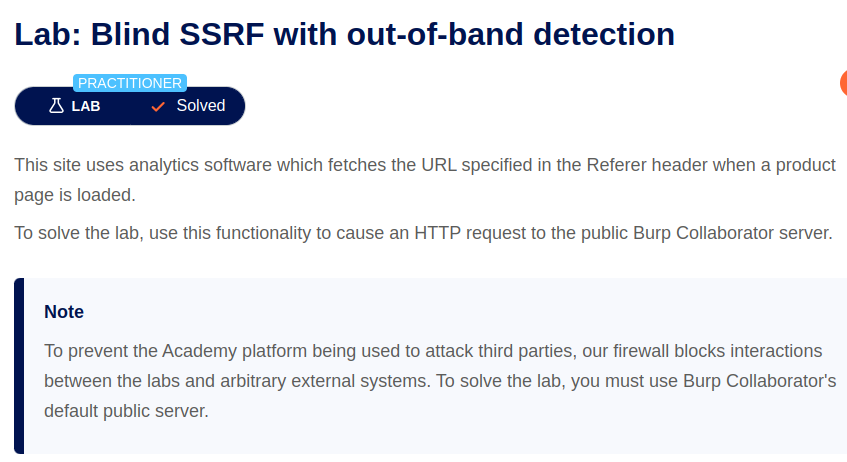 Lab: Blind SSRF with out-of-band detection
PRACTITIONER
LAB Solved
This site uses analytics software which fetches the URL specified in the Referer header when a product
page is loaded.
To solve the lab, use this functionality to cause an HTTP request to the public Burp Collaborator server.
Note
To prevent the Academy platform being used to attack third parties, our firewall blocks interactions
between the labs and arbitrary external systems. To solve the lab, you must use Burp Collaborator's
default public server.